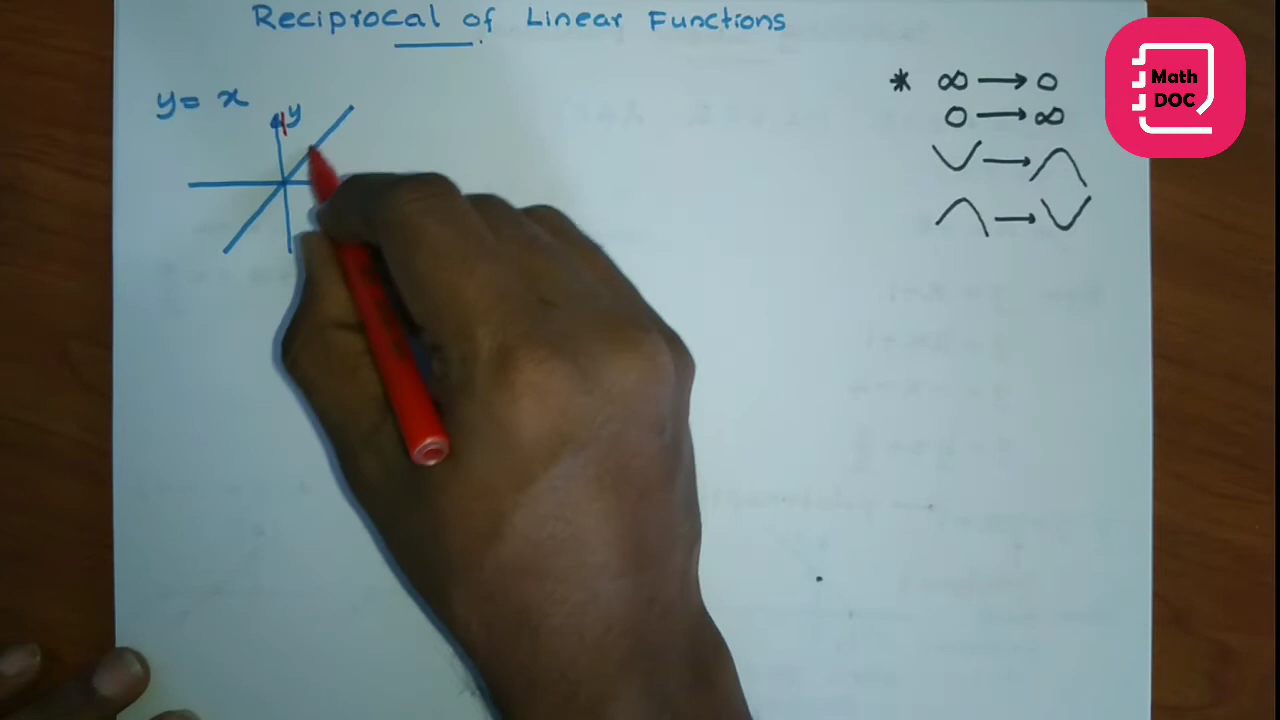 Reciprocal of Linear Functions
y = x
y
* ∞ → 0
0 → ∞
Math
DOC